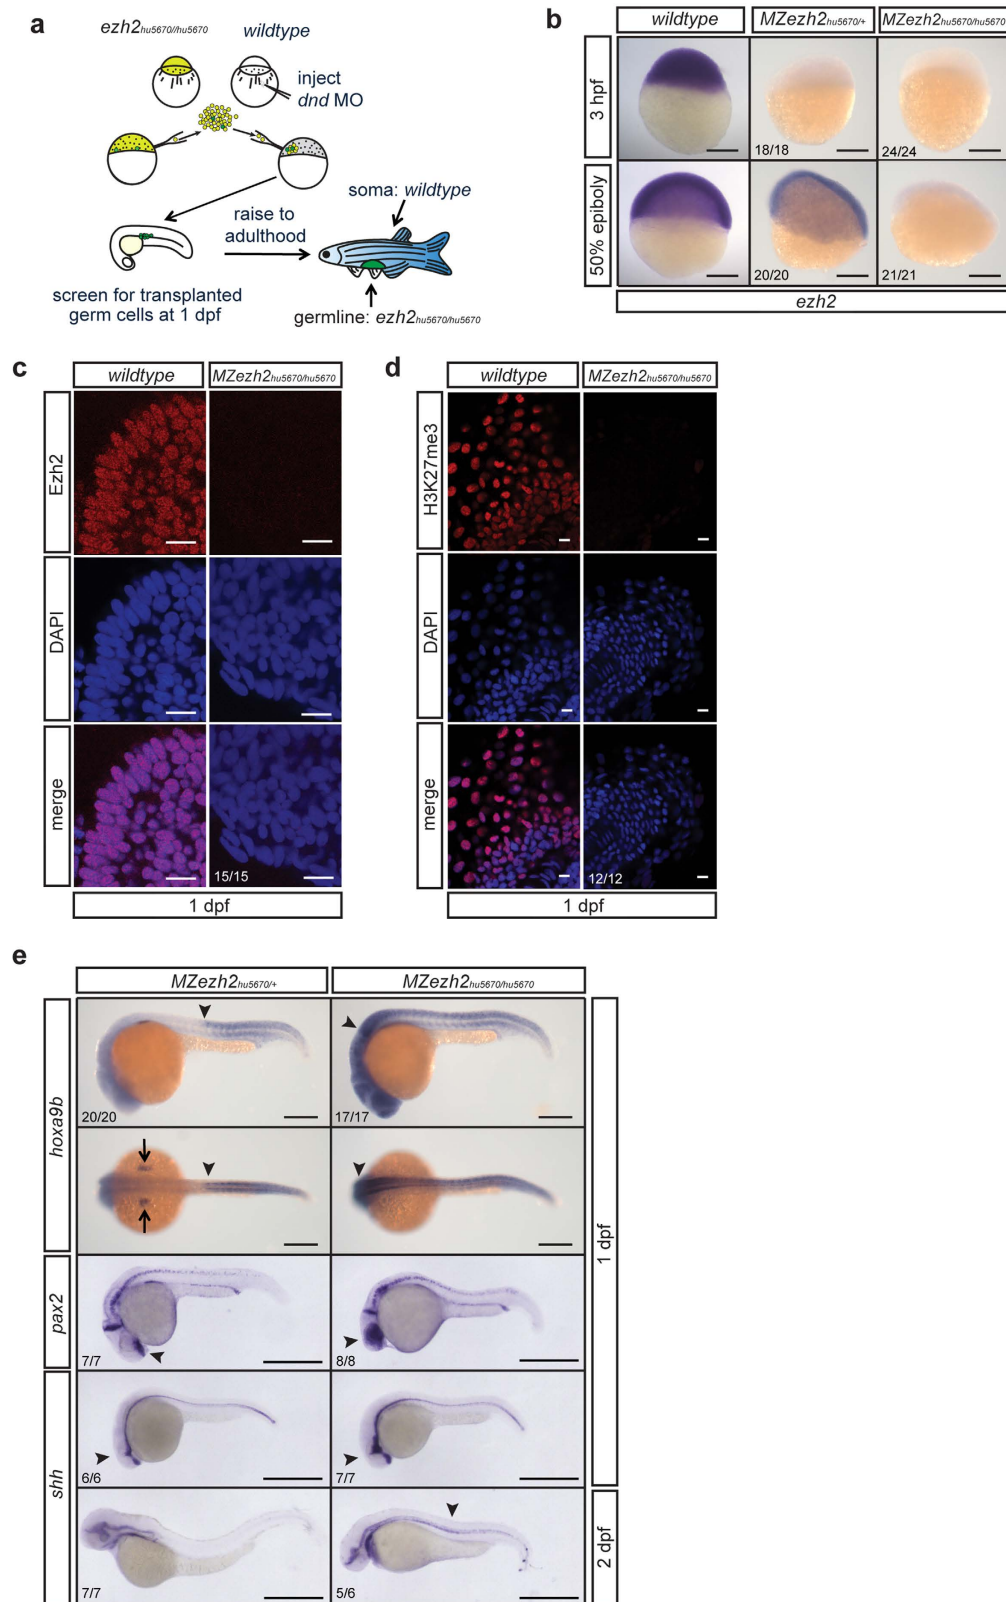 a
ezh2hu5670//hu5670
wildtype
inject
dnd MO
raise to
adulthood
soma: wildtype
screen for transplanted
germ cells at 1 dpf
germline: ezh2hu5670/hu5670
b
wildtype
MZezh2hu5670/+
MZezh2hu5670/hu5670
3 hpf
18/18
24/24
50% epiboly
20/20
21/21
ezh2
c
wildtype
MZezh2hu5670/hu5670
Ezh2
DAPI
merge
15/15
1 dpf
d
wildtype
MZezh2hu5670/hu5670
H3K27me3
DAPI
merge
12/12
1 dpf
e
MZezh2hu5670/+
MZezh2hu5670/hu5670
hoxa9b
20/20
17/17
1 dpf
pax2
7/7
8/8
shh
6/6
7/7
2 dpf
7/7
5/6